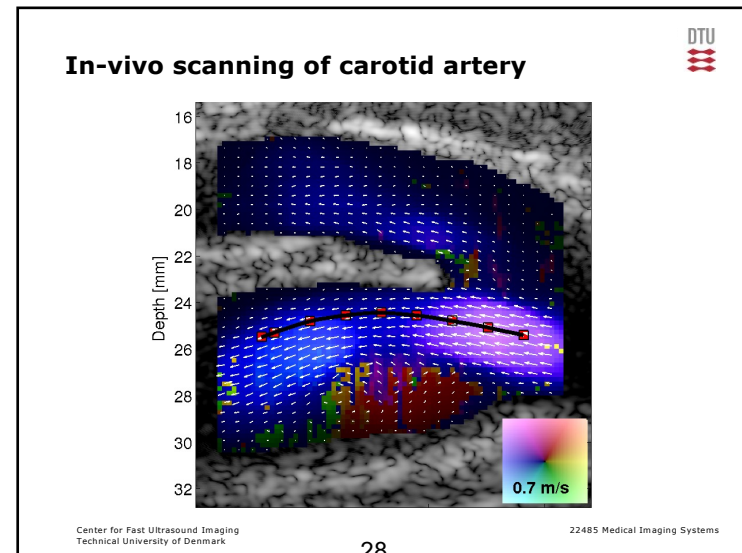 DTU
In-vivo scanning of carotid artery
16
18
20
22
24
26
28
30
32
Depth [mm]
0.7 m/s
Center for Fast Ultrasound Imaging
Technical University of Denmark
22485 Medical Imaging Systems
28